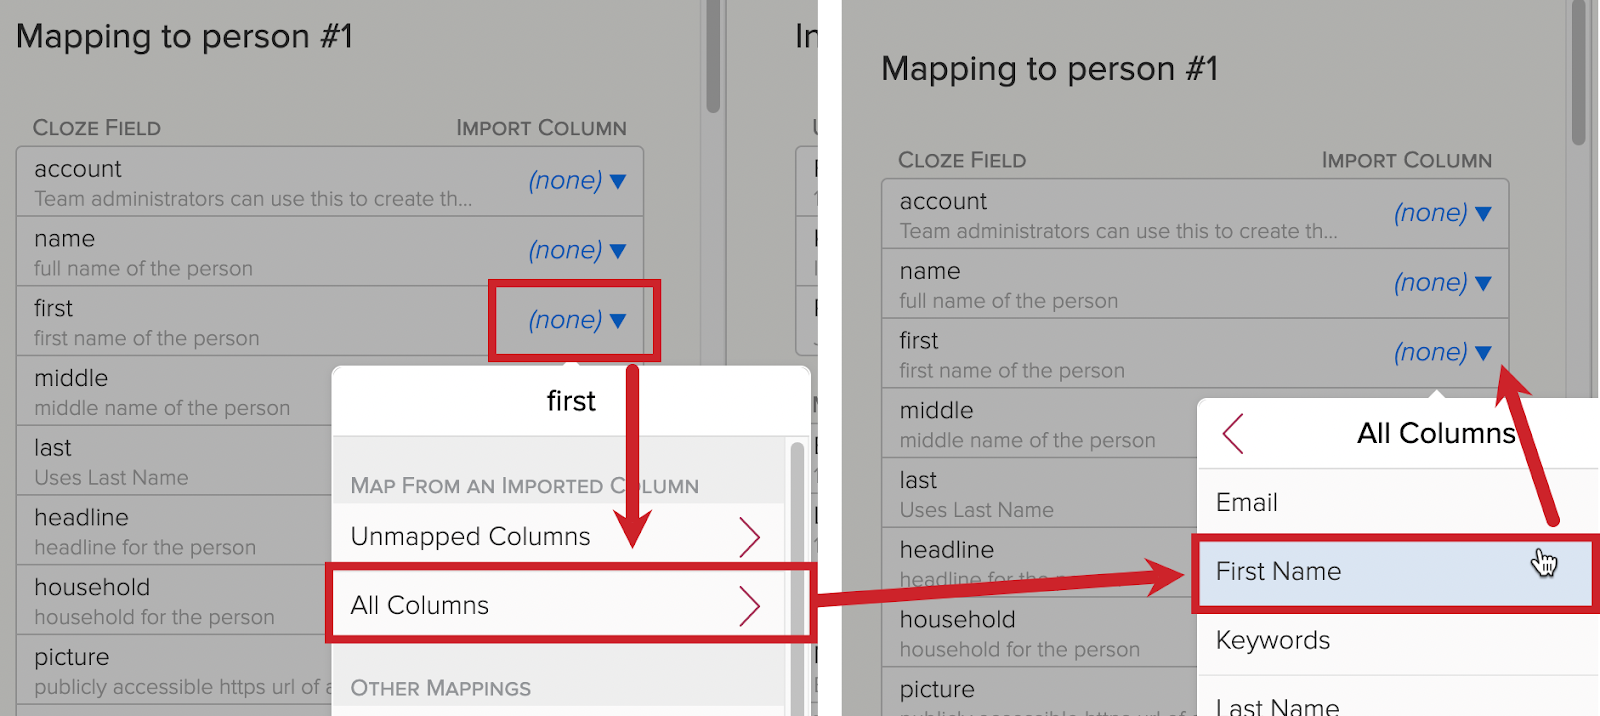 Mapping to person #1
CLOZE FIELD
IMPORT COLUMN
account
Team administrators can use this to create th...
(none)
name
full name of the person
(none)
first
first name of the person
(none)
middle
middle name of the person
last
Uses Last Name
headline
headline for the person
household
household for the person
picture
publicly accessible https url of
first
MAP FROM AN IMPORTED COLUMN
Unmapped Columns
All Columns
OTHER MAPPINGS
In
Mapping to person #1
CLOZE FIELD
IMPORT COLUMN
account
Team administrators can use this to create th...
(none)
name
full name of the person
(none)
first
first name of the person
(none)
middle
middle name of the person
last
Uses Last Name
headline
headline for the
household
household for the person
picture
publicly accessible https url of
All Columns
Email
First Name
Keywords
Last Name